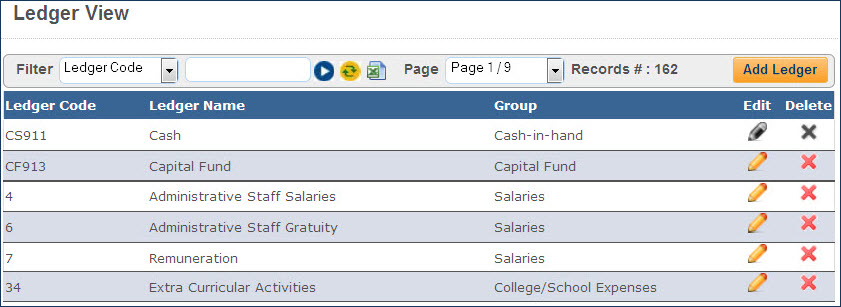 Ledger View
Filter Ledger Code Page Page 1 / 9 Records # : 162 Add Ledger
Ledger Code Ledger Name Group Edit Delete
CS911 Cash Cash-in-hand
CF913 Capital Fund Capital Fund
4 Administrative Staff Salaries Salaries
6 Administrative Staff Gratuity Salaries
7 Remuneration Salaries
34 Extra Curricular Activities College/School Expenses